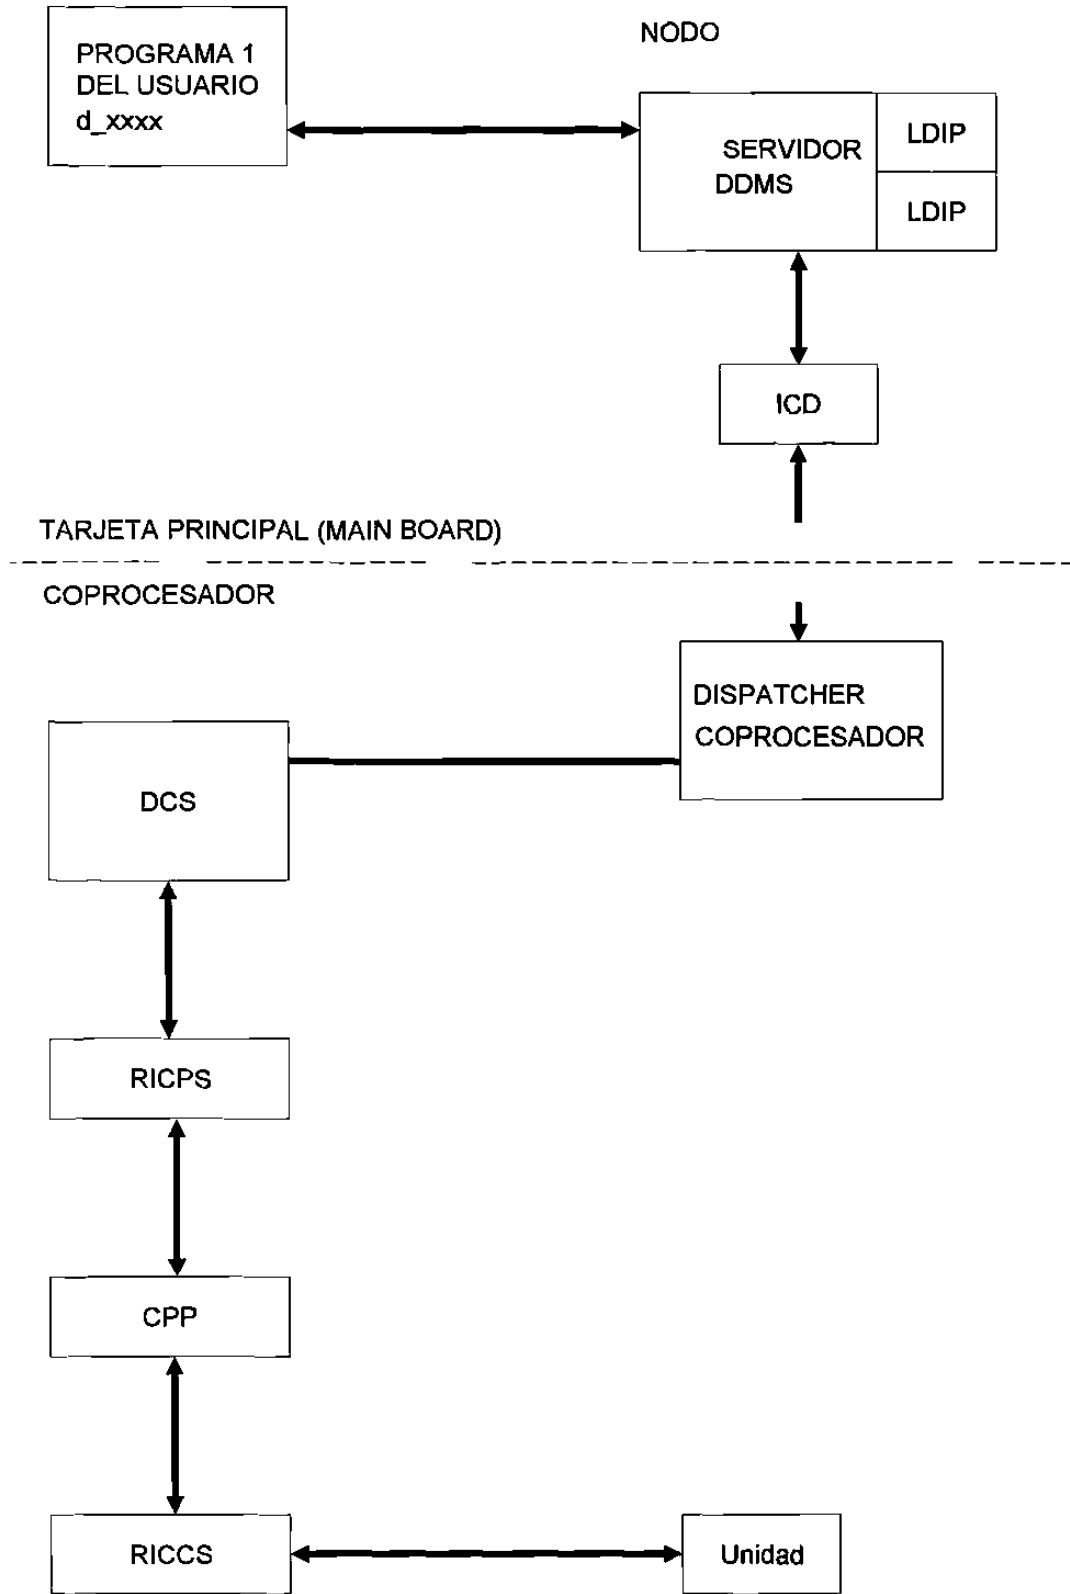 PROGRAMA 1
DEL USUARIO
d_xxxx
NODO
SERVIDOR
DDMS
LDIP
LDIP
ICD
TARJETA PRINCIPAL (MAIN BOARD)
COPROCESADOR
DISPATCHER
COPROCESADOR
DCS
RICPS
CPP
RICCS
Unidad